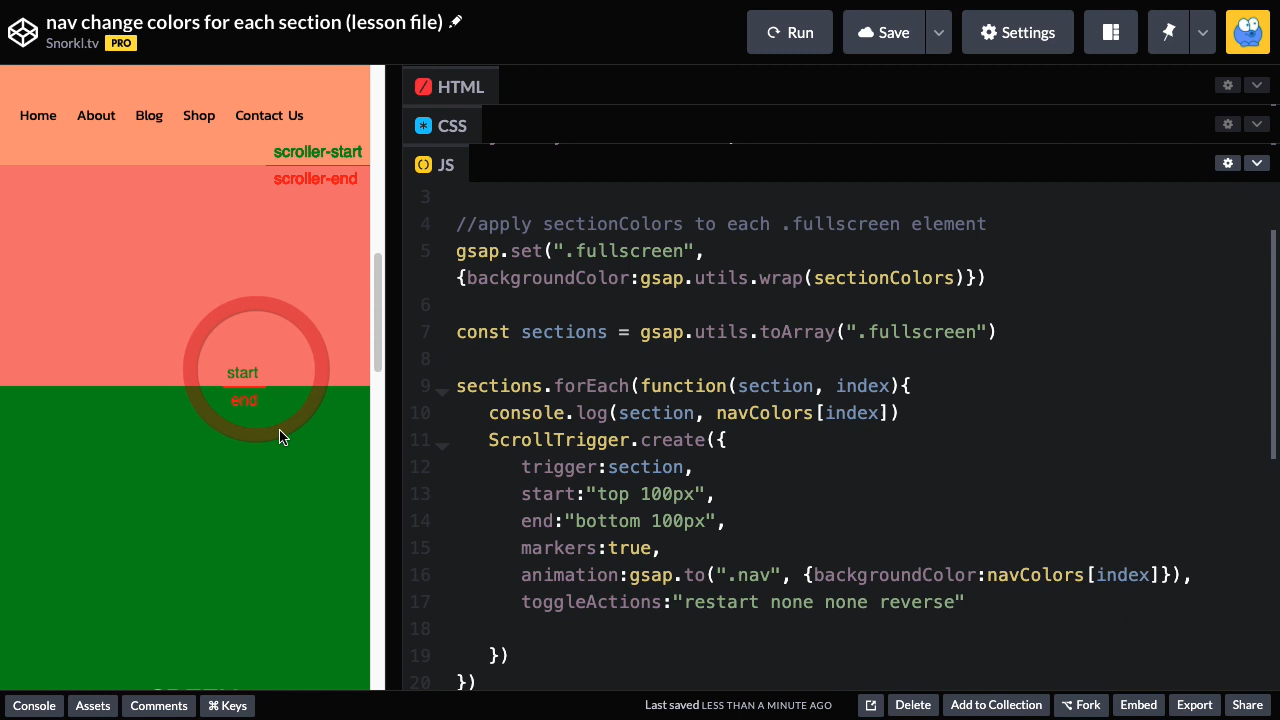 nav change colors for each section (lesson file)
Snorkl.tv PRO
Run
Save
Settings
Home About Blog Shop Contact Us
scroller-start
scroller-end
start
end
HTML
CSS
JS
3
4 //apply sectionColors to each .fullscreen element
5 gsap.set(".fullscreen",
{backgroundColor:gsap.utils.wrap(sectionColors)})
6
7 const sections = gsap.utils.toArray(".fullscreen")
8
9 sections.forEach(function(section, index){
10 console.log(section, navColors[index])
11 ScrollTrigger.create({
12 trigger:section,
13 start:"top 100px",
14 end:"bottom 100px",
15 markers:true,
16 animation:gsap.to(".nav", {backgroundColor:navColors[index]}),
17 toggleActions:"restart none none reverse"
18
19 })
20 })
Console Assets Comments ⌘ Keys
Last saved LESS THAN A MINUTE AGO
Delete Add to Collection ⌥ Fork Embed Export Share